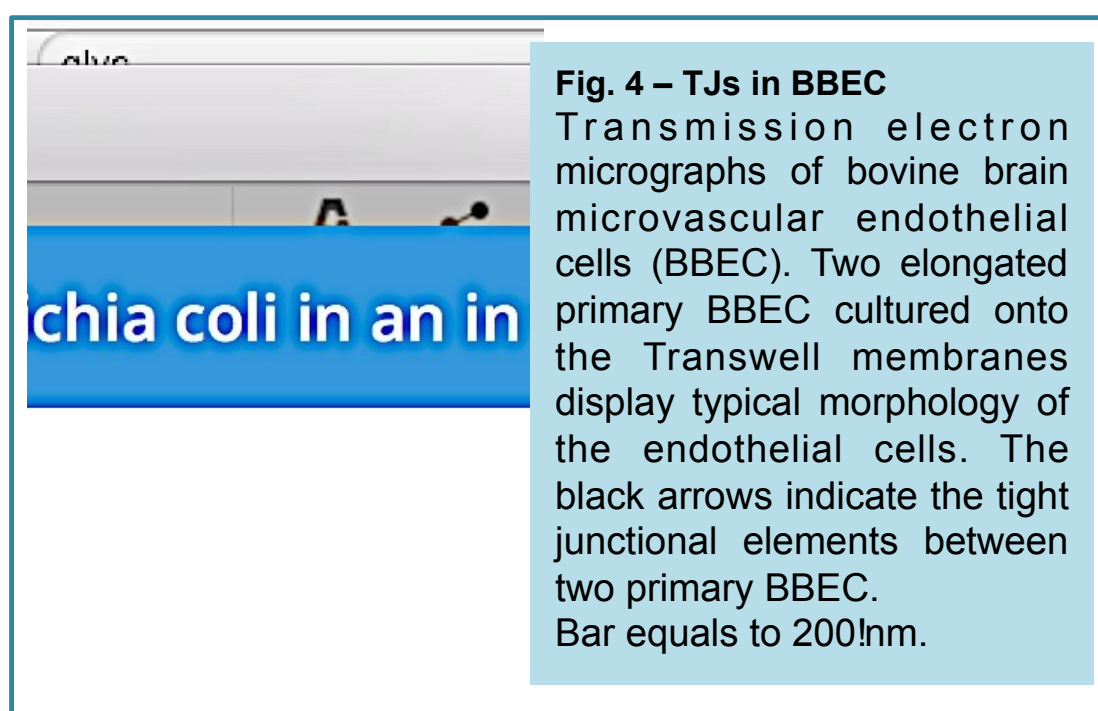 glyc
ichia coli in an in
Fig. 4 – TJs in BBEC
Transmission electron
micrographs of bovine brain
microvascular endothelial
cells (BBEC). Two elongated
primary BBEC cultured onto
the Transwell membranes
display typical morphology of
the endothelial cells. The
black arrows indicate the tight
junctional elements between
two primary BBEC.
Bar equals to 200!nm.